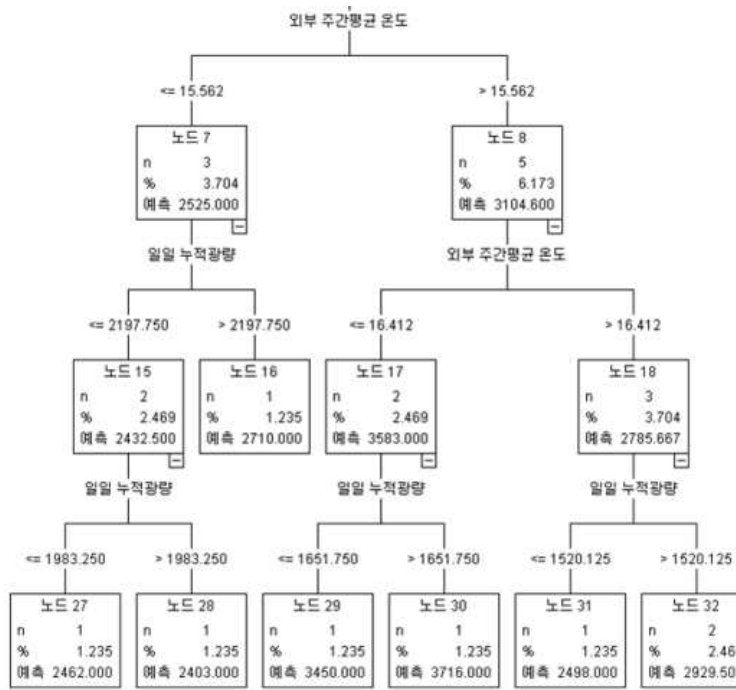 외부 주간평균 온도
<= 15.562
> 15.562
노드 7
n 3
% 3.704
예측 2525.000
노드 8
n 5
% 6.173
예측 3104.600
일일 누적광량
외부 주간평균 온도
<= 2197.750
> 2197.750
<= 16.412
> 16.412
노드 15
n 2
% 2.469
예측 2432.500
노드 16
n 1
% 1.235
예측 2710.000
노드 17
n 2
% 2.469
예측 3583.000
노드 18
n 3
% 3.704
예측 2785.667
일일 누적광량
일일 누적광량
일일 누적광량
<= 1983.250
> 1983.250
<= 1651.750
> 1651.750
<= 1520.125
> 1520.125
노드 27
n 1
% 1.235
예측 2462.000
노드 28
n 1
% 1.235
예측 2403.000
노드 29
n 1
% 1.235
예측 3450.000
노드 30
n 1
% 1.235
예측 3716.000
노드 31
n 1
% 1.235
예측 2498.000
노드 32
n 2
% 2.46
예측 2929.50